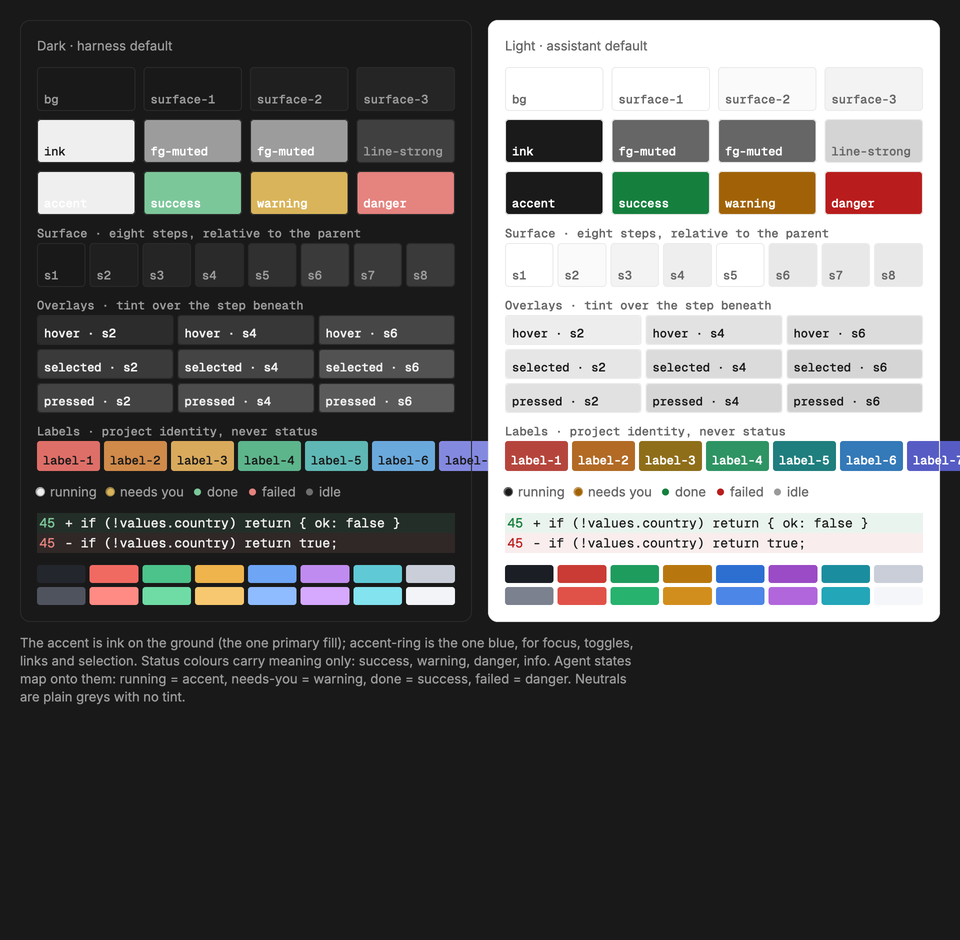 Dark · harness default
bg
surface-1
surface-2
surface-3
ink
fg-muted
fg-muted
line-strong
accent
success
warning
danger
Surface · eight steps, relative to the parent
s1
s2
s3
s4
s5
s6
s7
s8
Overlays · tint over the step beneath
hover · s2
hover · s4
hover · s6
selected · s2
selected · s4
selected · s6
pressed · s2
pressed · s4
pressed · s6
Labels · project identity, never status
label-1
label-2
label-3
label-4
label-5
label-6
label-
running
needs you
done
failed
idle
45 + if (!values.country) return { ok: false }
45 - if (!values.country) return true;
Light · assistant default
bg
surface-1
surface-2
surface-3
ink
fg-muted
fg-muted
line-strong
accent
success
warning
danger
Surface · eight steps, relative to the parent
s1
s2
s3
s4
s5
s6
s7
s8
Overlays · tint over the step beneath
hover · s2
hover · s4
hover · s6
selected · s2
selected · s4
selected · s6
pressed · s2
pressed · s4
pressed · s6
Labels · project identity, never status
label-1
label-2
label-3
label-4
label-5
label-6
label-7
running
needs you
done
failed
idle
45 + if (!values.country) return { ok: false }
45 - if (!values.country) return true;
The accent is ink on the ground (the one primary fill); accent-ring is the one blue, for focus, toggles,
links and selection. Status colours carry meaning only: success, warning, danger, info. Agent states
map onto them: running = accent, needs-you = warning, done = success, failed = danger. Neutrals
are plain greys with no tint.